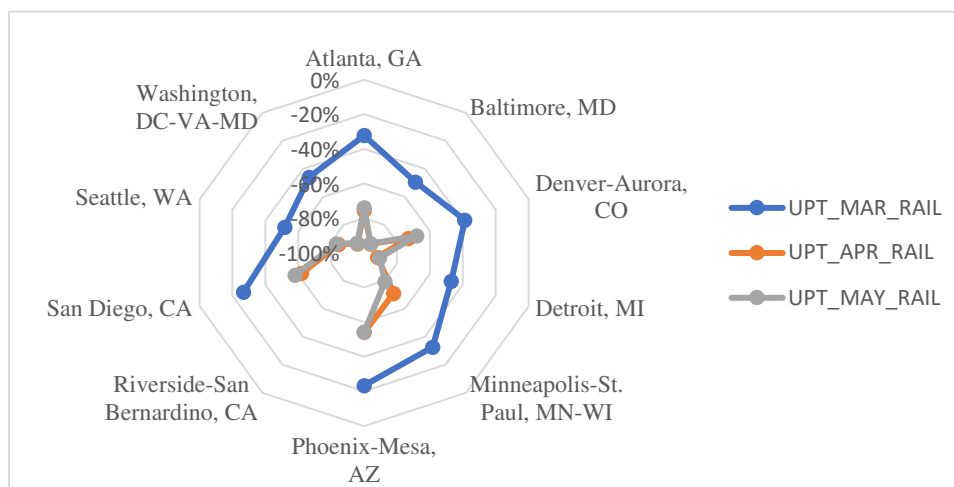 Atlanta, GA
0%
-20%
-40%
-60%
-80%
-100%
Baltimore, MD
Denver-Aurora,
CO
Detroit, MI
Minneapolis-St.
Paul, MN-WI
Phoenix-Mesa,
AZ
Riverside-San
Bernardino, CA
San Diego, CA
Seattle, WA
Washington,
DC-VA-MD
UPT_MAR_RAIL
UPT_APR_RAIL
UPT_MAY_RAIL